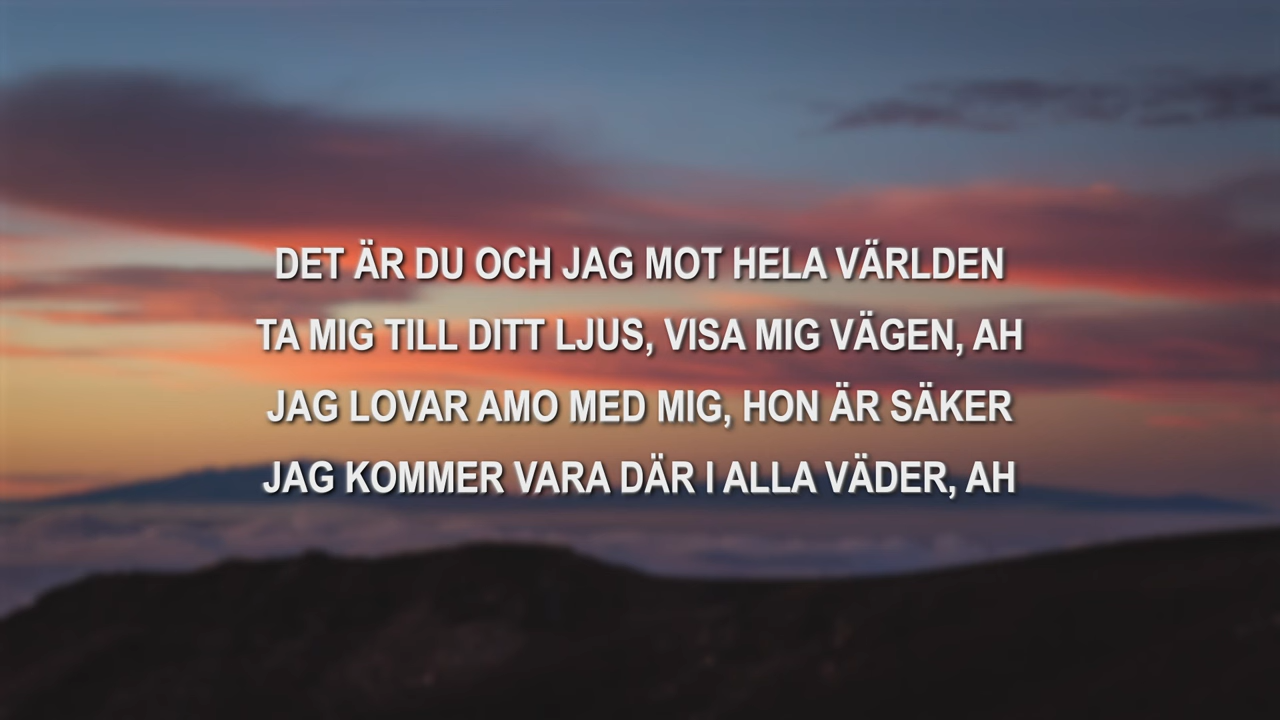 DET ÄR DU OCH JAG MOT HELA VÄRLDEN
TA MIG TILL DITT LJUS, VISA MIG VÄGEN, AH
JAG LOVAR AMO MED MIG, HON ÄR SÄKER
JAG KOMMER VARA DÄR I ALLA VÄDER, AH